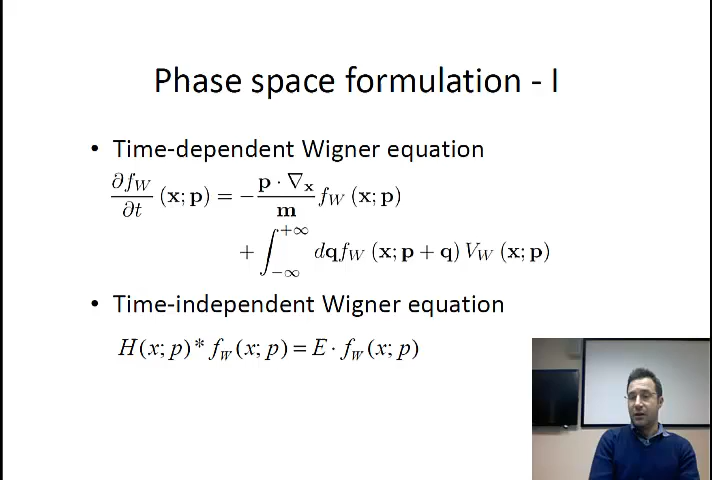 Phase space formulation - I
• Time-dependent Wigner equation
∂f_W/∂t (x; p) = − p · ∇_x / m f_W (x; p)
+ ∫_{−∞}^{+∞} dq f_W (x; p + q) V_W (x; p)
• Time-independent Wigner equation
H(x; p) * f_W(x; p) = E · f_W(x; p)